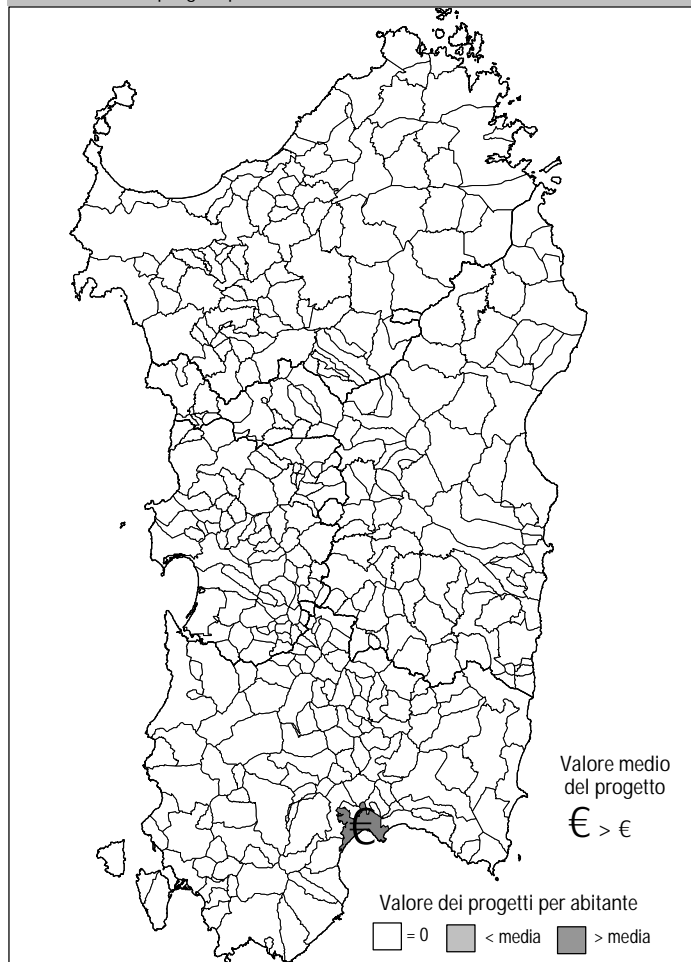 Valore medio
del progetto
€ > €
€
Valore dei progetti per abitante
= 0 < media > media